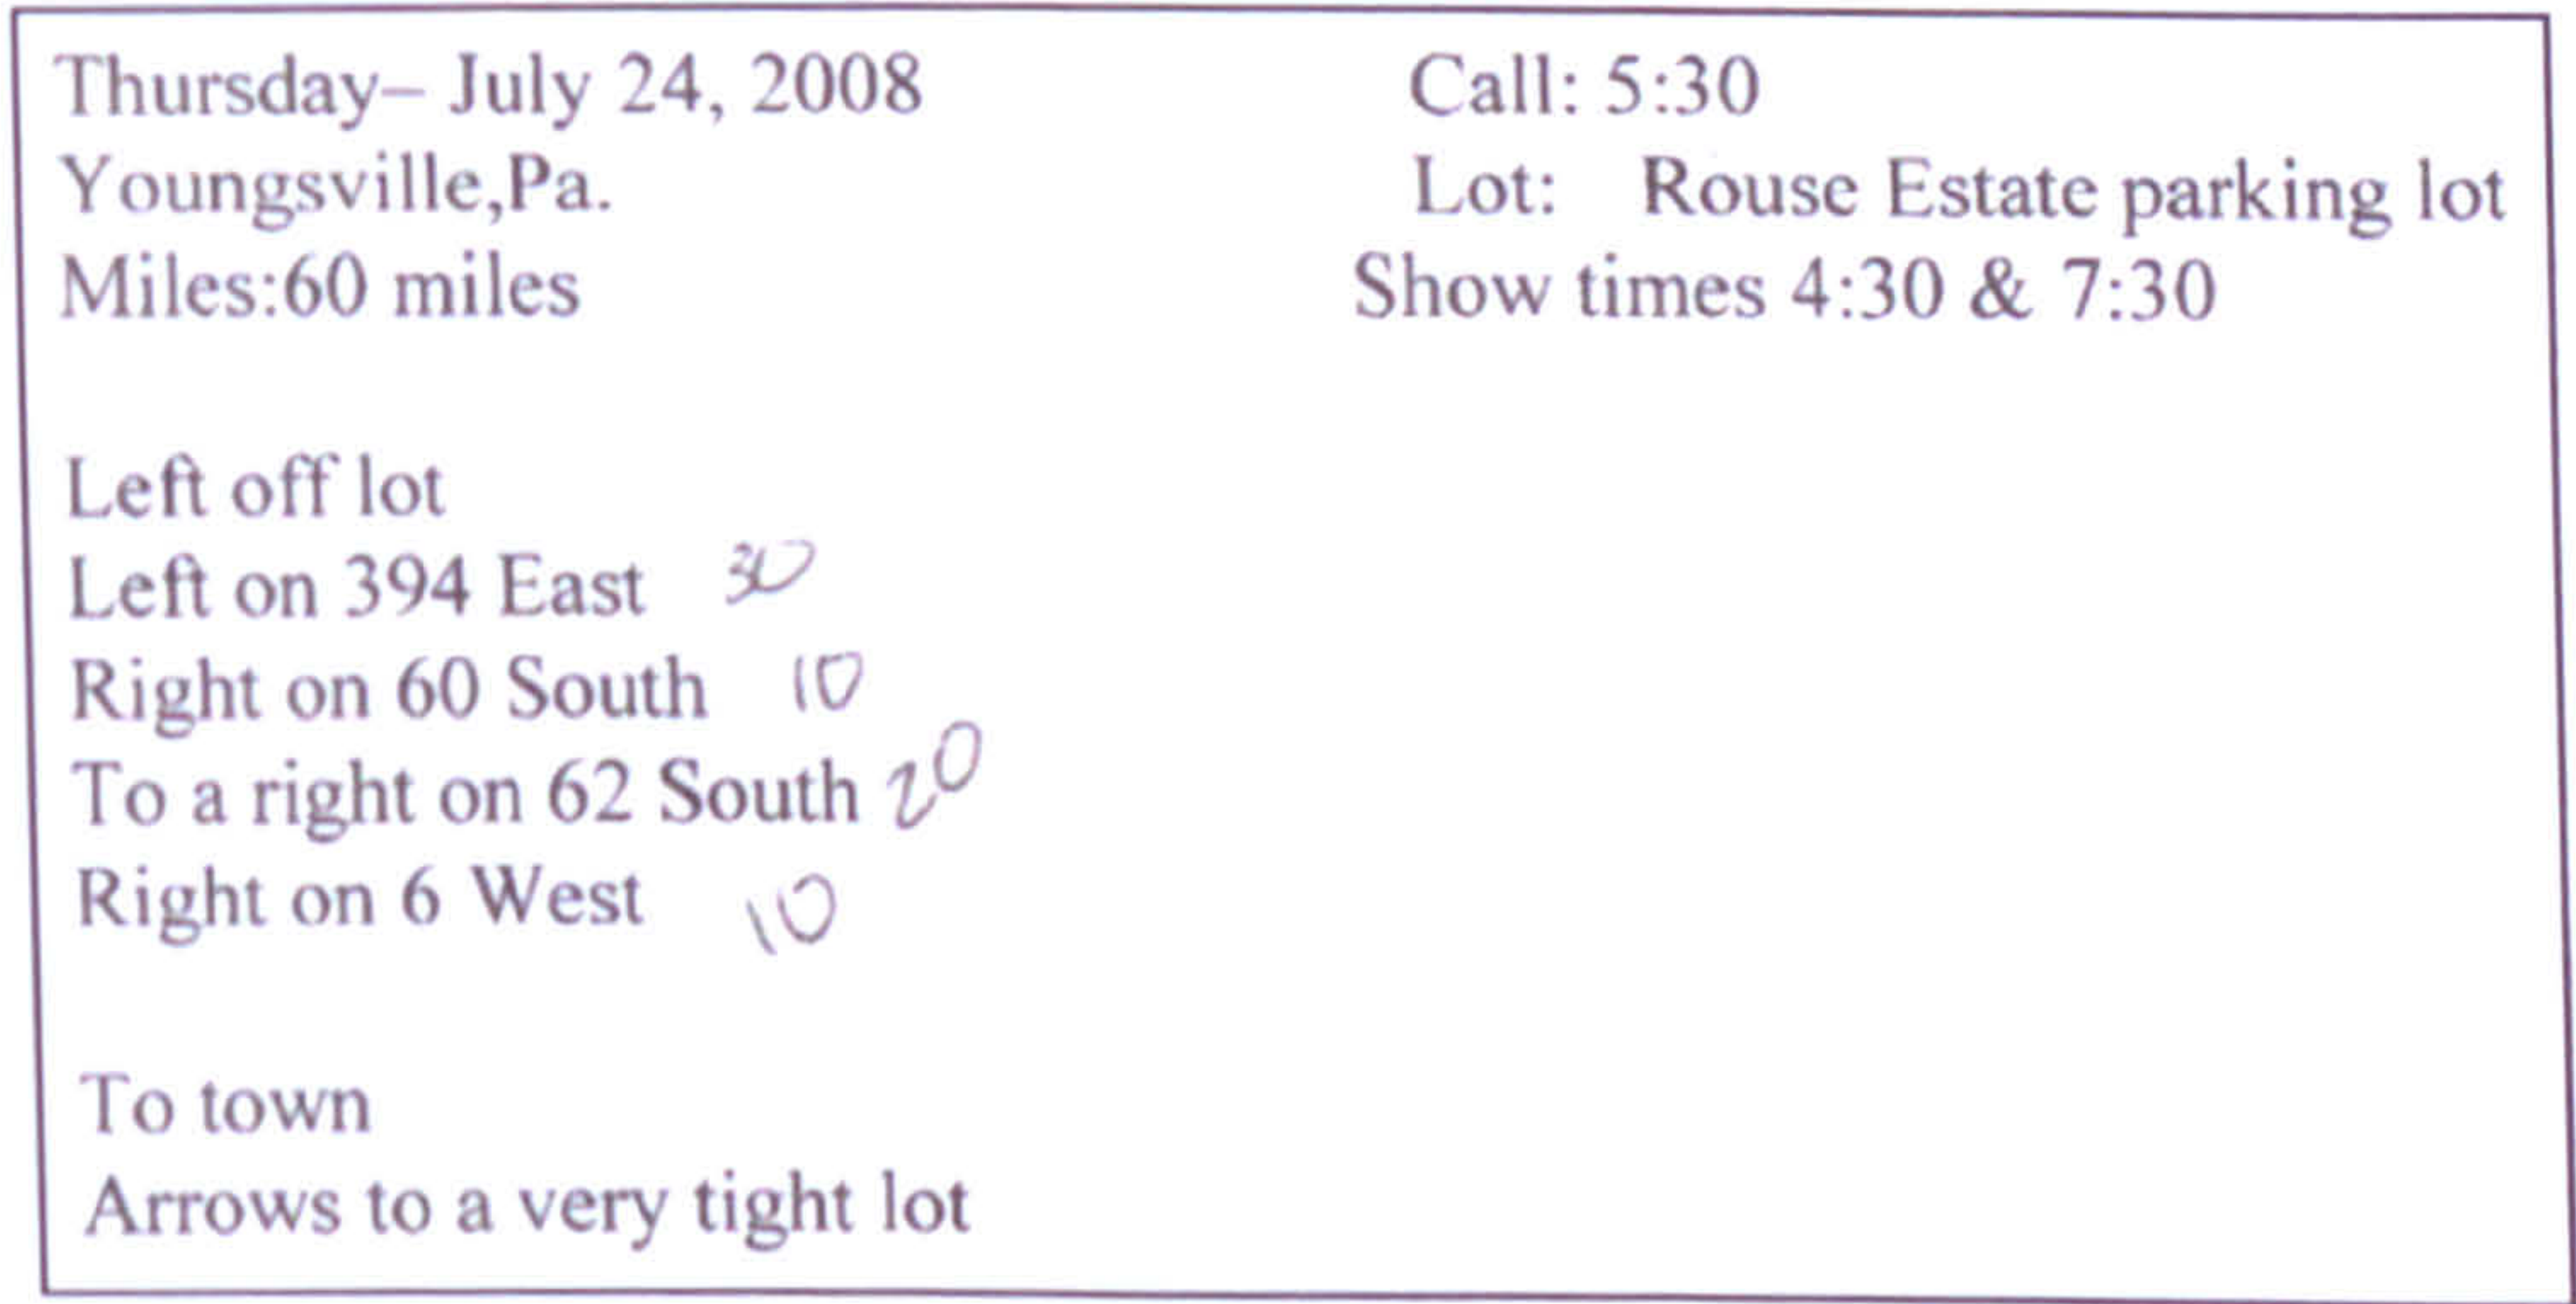 Thursday– July 24, 2008 Call: 5:30
Youngsville,Pa. Lot: Rouse Estate parking lot
Miles:60 miles Show times 4:30 & 7:30
Left off lot
Left on 394 East 30
Right on 60 South 10
To a right on 62 South 20
Right on 6 West 10
To town
Arrows to a very tight lot